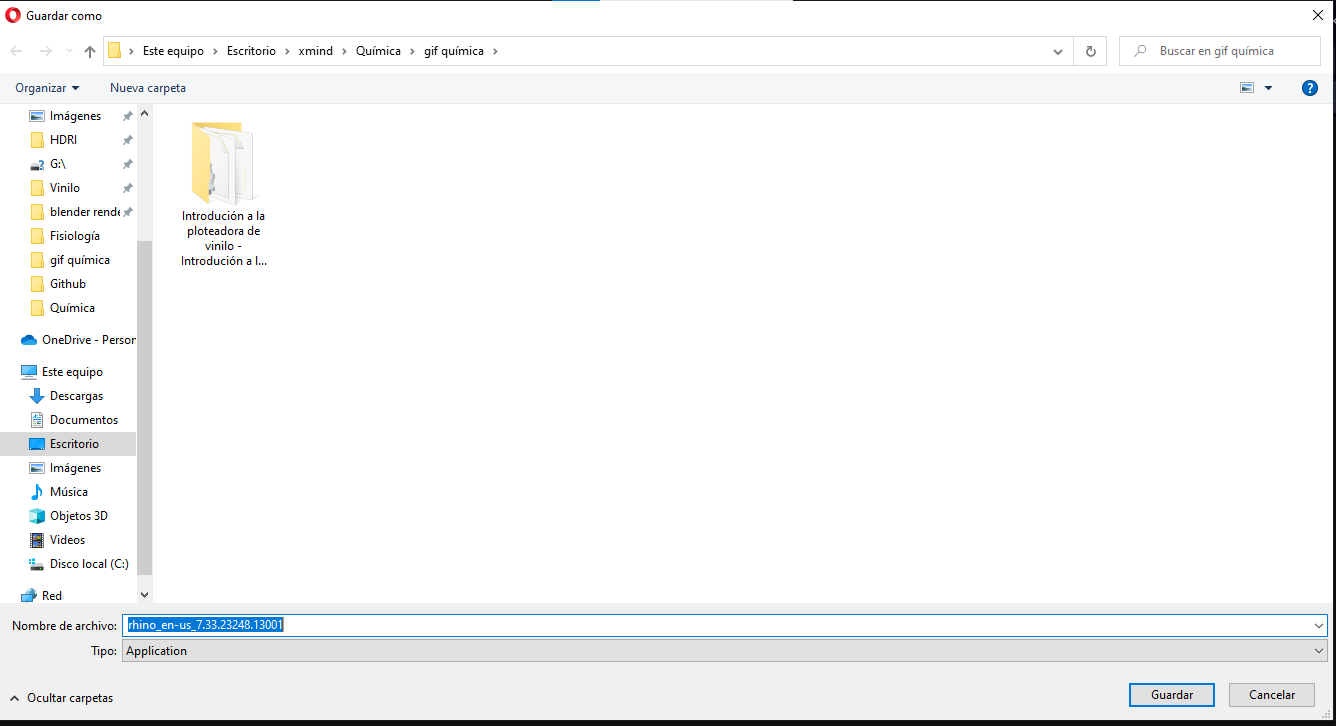 Guardar como
Este equipo > Escritorio > xmind > Química > gif química >
Buscar en gif química
Organizar
Nueva carpeta
?
Imágenes
HDRI
G:\
Vinilo
blender rende
Fisiología
gif química
Github
Química
OneDrive - Person
Este equipo
Descargas
Documentos
Escritorio
Imágenes
Música
Objetos 3D
Videos
Disco local (C:)
Red
Introdución a la
ploteadora de
vinilo -
Introdución a l...
Nombre de archivo: rhino_en-us_7.33.23248.13001
Tipo: Application
Ocultar carpetas
Guardar
Cancelar